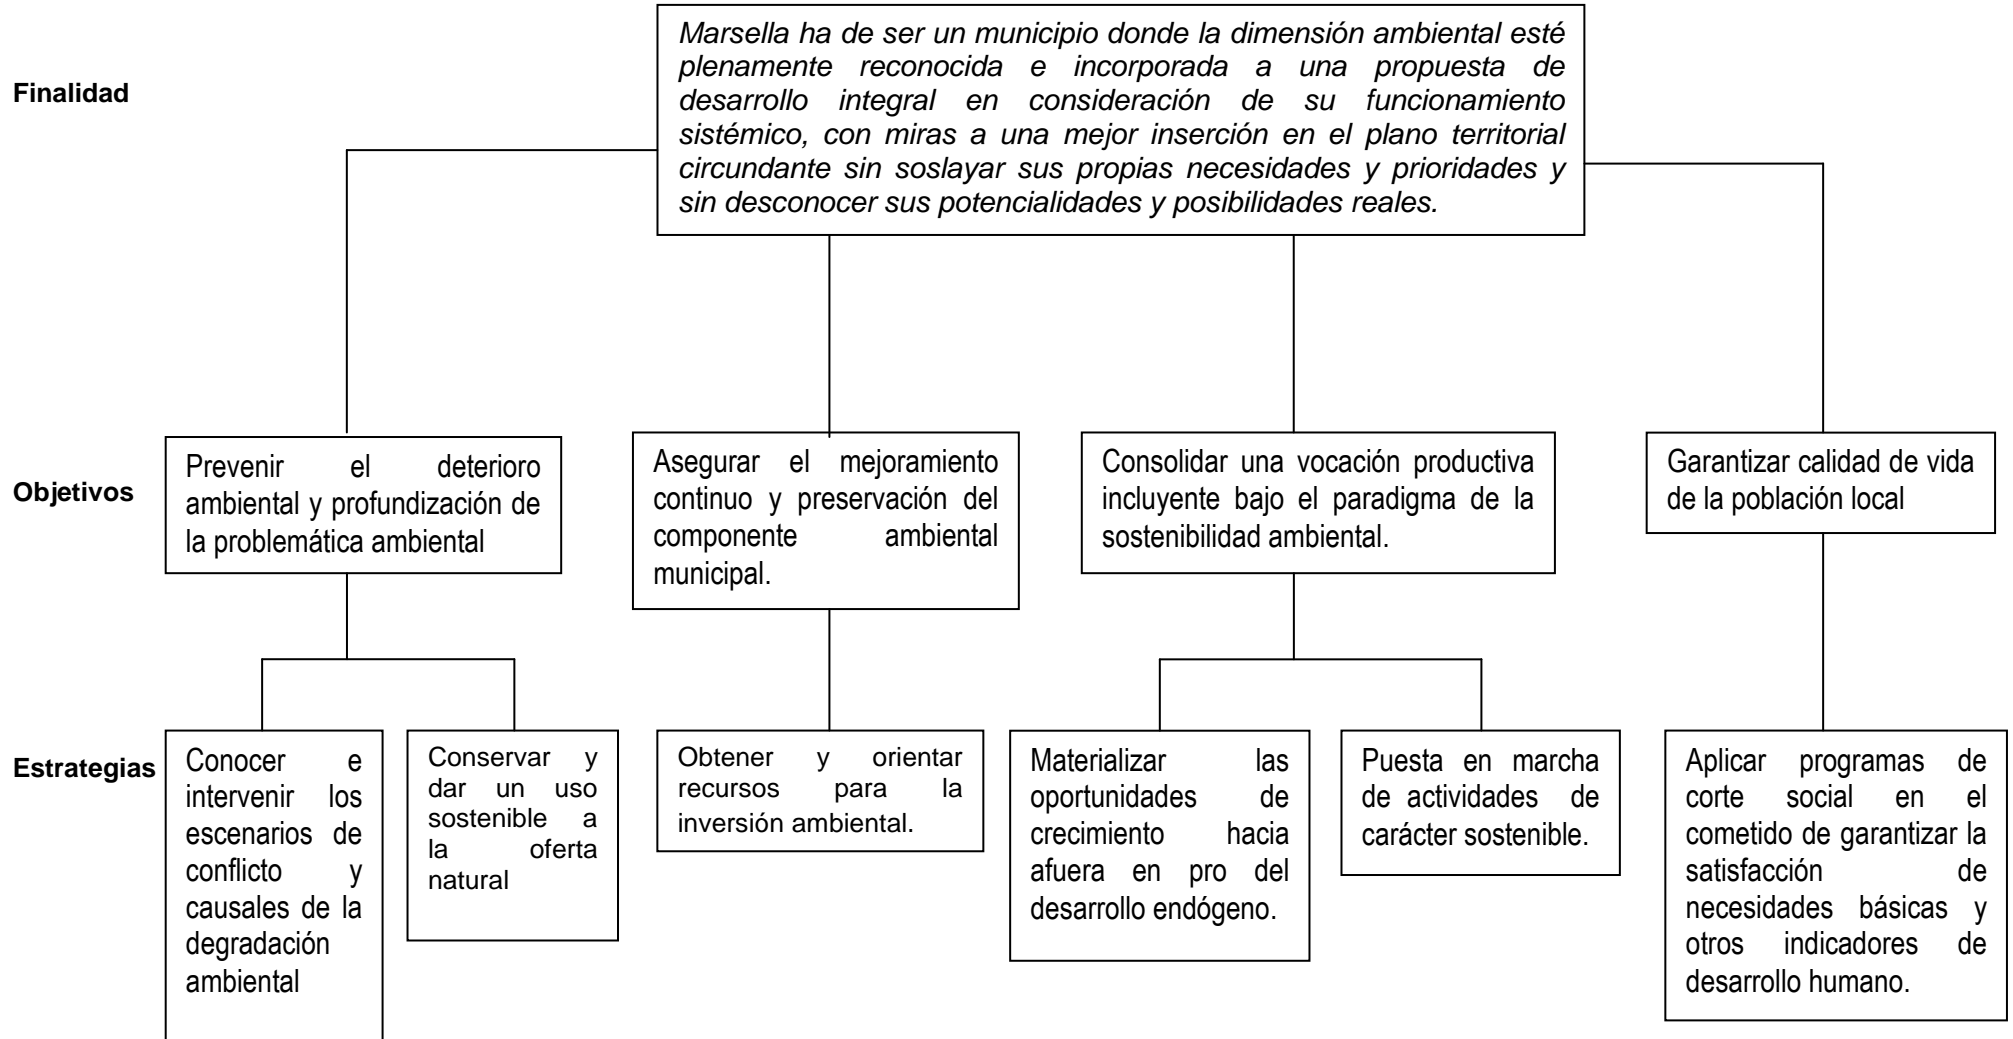 Finalidad
Marsella ha de ser un municipio donde la dimensión ambiental esté
plenamente reconocida e incorporada a una propuesta de
desarrollo integral en consideración de su funcionamiento
sistémico, con miras a una mejor inserción en el plano territorial
circundante sin soslayar sus propias necesidades y prioridades y
sin desconocer sus potencialidades y posibilidades reales.
Objetivos
Prevenir el deterioro
ambiental y profundización de
la problemática ambiental
Asegurar el mejoramiento
continuo y preservación del
componente ambiental
municipal.
Consolidar una vocación productiva
incluyente bajo el paradigma de la
sostenibilidad ambiental.
Garantizar calidad de vida
de la población local
Estrategias
Conocer e
intervenir los
escenarios de
conflicto y
causales de la
degradación
ambiental
Conservar y
dar un uso
sostenible a
la oferta
natural
Obtener y orientar
recursos para la
inversión ambiental.
Materializar las
oportunidades de
crecimiento hacia
afuera en pro del
desarrollo endógeno.
Puesta en marcha
de actividades de
carácter sostenible.
Aplicar programas de
corte social en el
cometido de garantizar la
satisfacción de
necesidades básicas y
otros indicadores de
desarrollo humano.